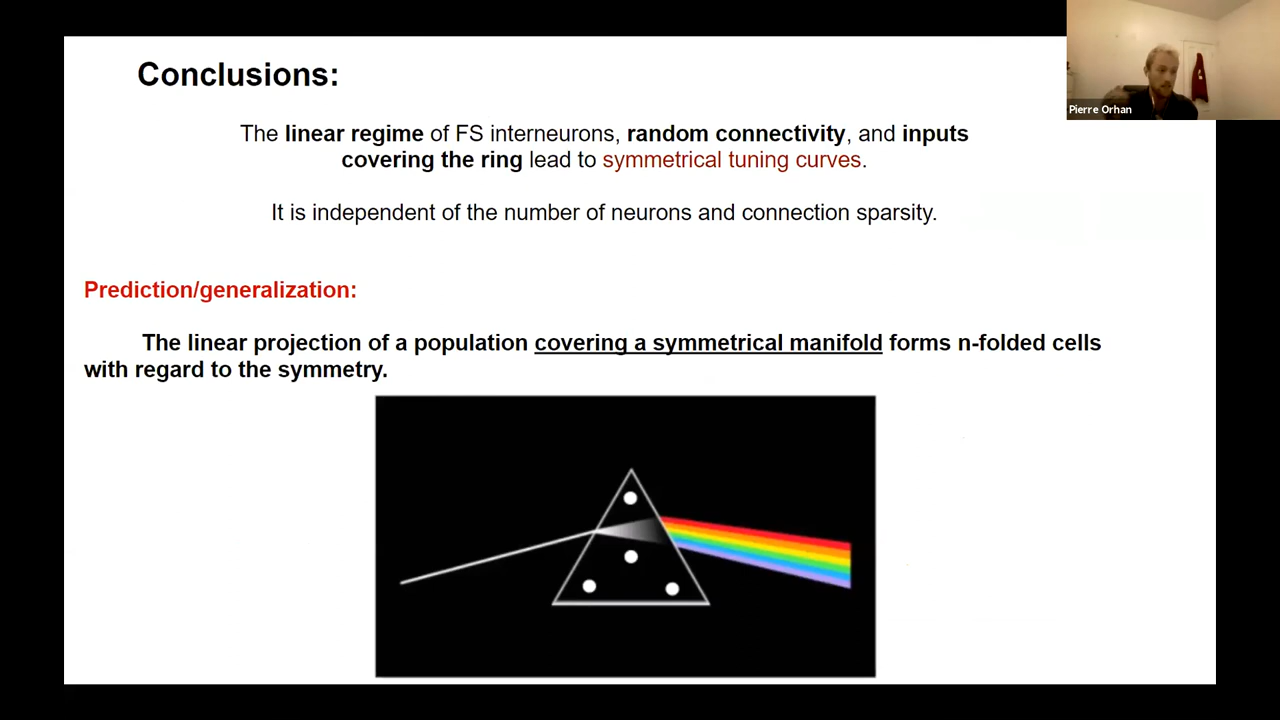 Conclusions:
Pierre Orhan
The linear regime of FS interneurons, random connectivity, and inputs
covering the ring lead to symmetrical tuning curves.
It is independent of the number of neurons and connection sparsity.
Prediction/generalization:
The linear projection of a population covering a symmetrical manifold forms n-folded cells
with regard to the symmetry.